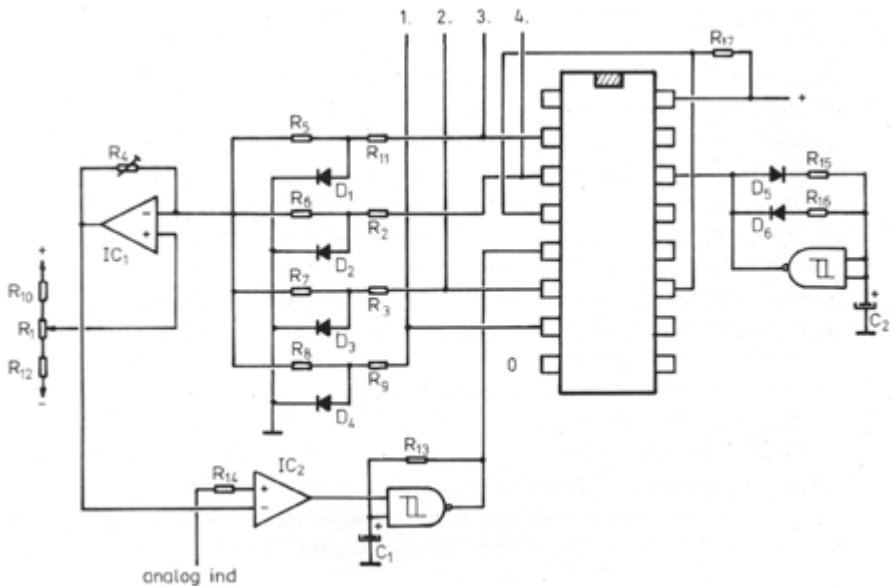 1. 2. 3. 4.
R17
+
R5
R11
R4
D1
R15
D5
R6
R2
R16
D6
-
+
IC1
D2
+
R10
R7
R3
+
C2
R1
D3
R8
R9
R12
0
-
D4
R13
IC2
R14
+
-
+
C1
analog ind